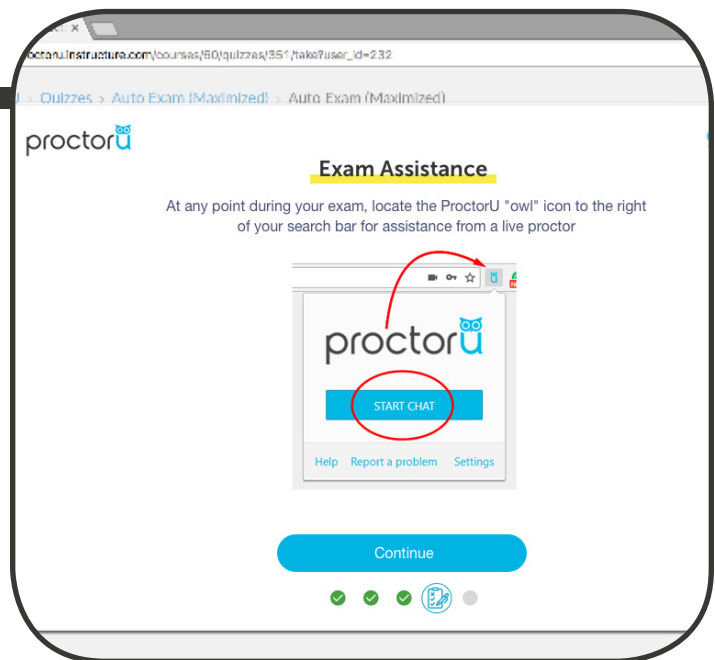 octoru.instructure.com/courses/60/quizzes/351/take?user_id=232
> Quizzes > Auto Exam (Maximized) > Auto Exam (Maximized)
proctorU
Exam Assistance
At any point during your exam, locate the ProctorU "owl" icon to the right
of your search bar for assistance from a live proctor
proctorU
START CHAT
Help Report a problem Settings
Continue